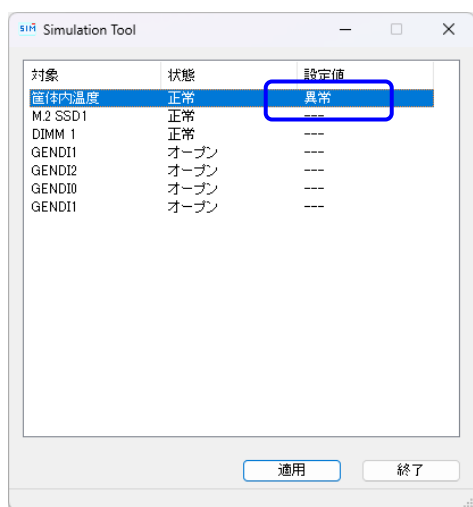 SIM Simulation Tool
対象 状態 設定値
筐体内温度 正常 異常
M.2 SSD1 正常 ---
DIMM 1 正常 ---
GENDI1 オープン ---
GENDI2 オープン ---
GENDI0 オープン ---
GENDI1 オープン ---
適用 終了